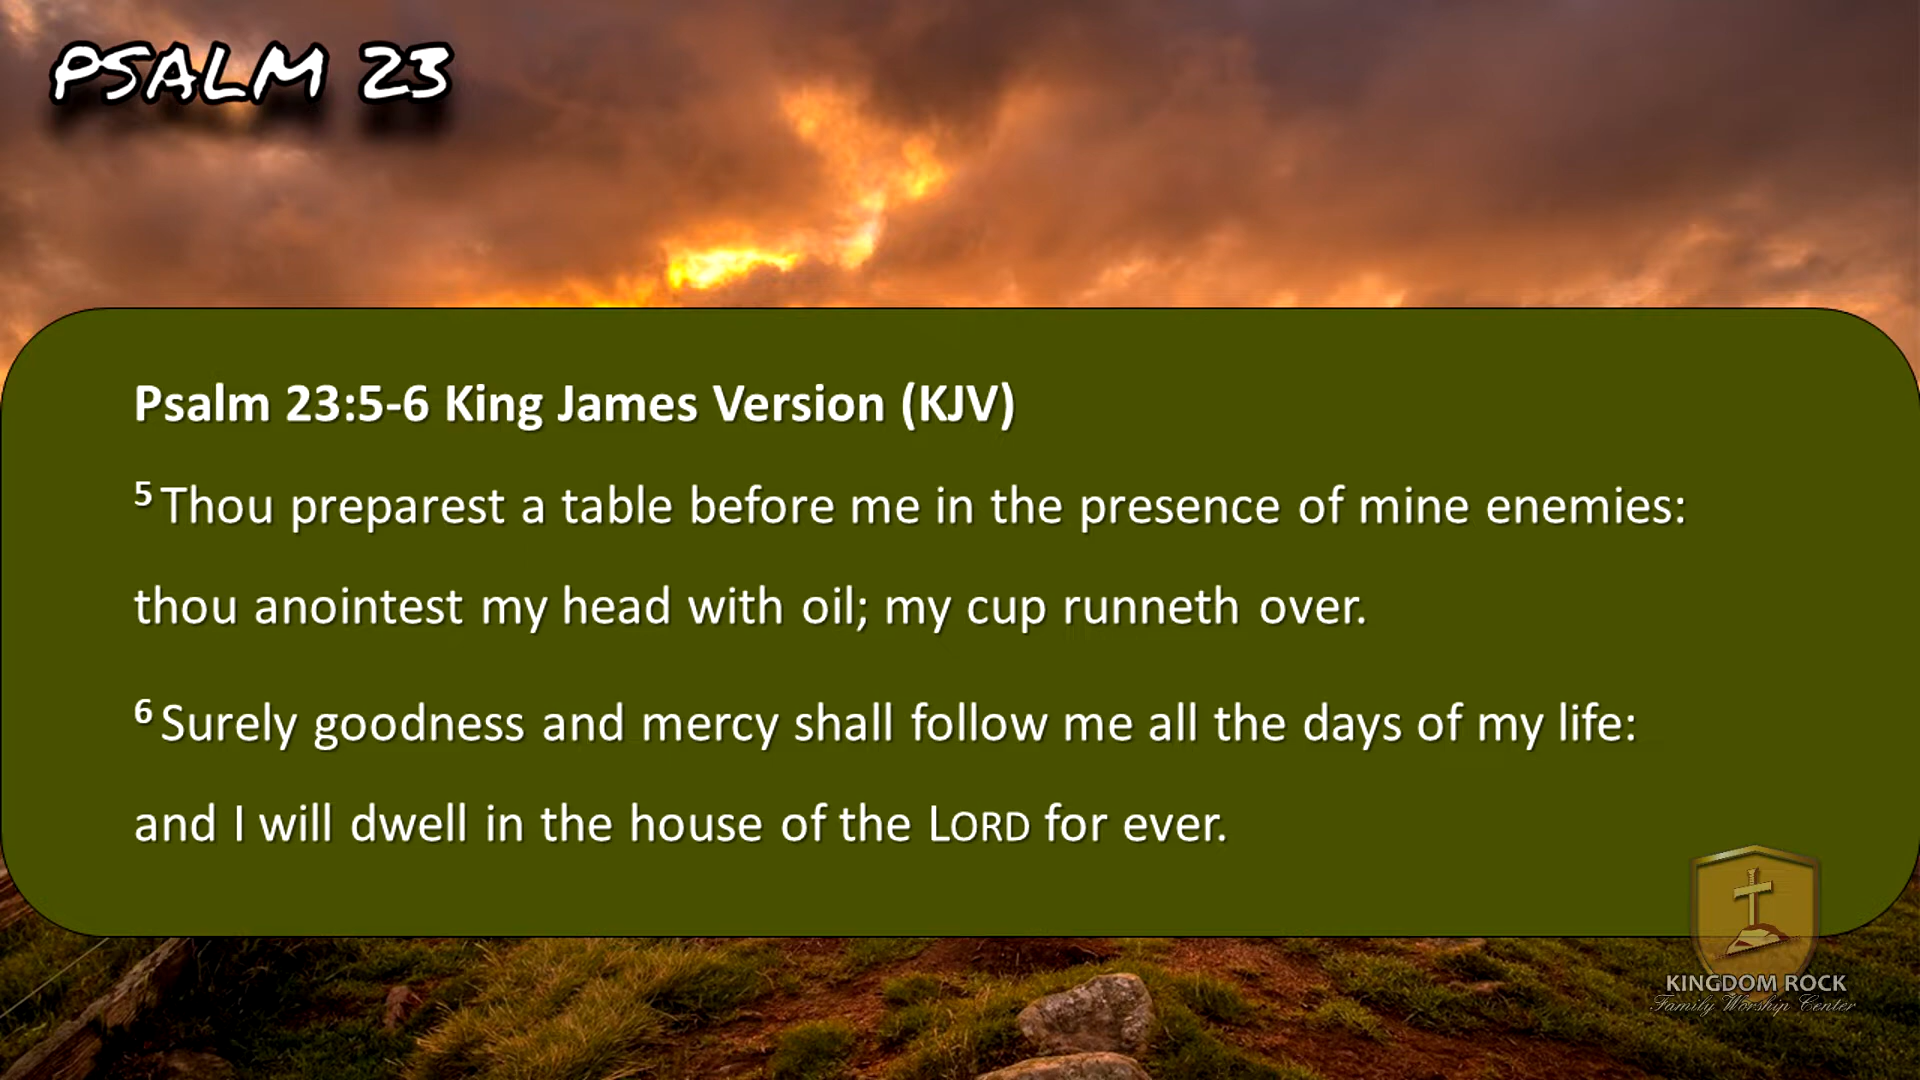 PSALM 23
Psalm 23:5-6 King James Version (KJV)
5 Thou preparest a table before me in the presence of mine enemies:
thou anointest my head with oil; my cup runneth over.
6 Surely goodness and mercy shall follow me all the days of my life:
and I will dwell in the house of the LORD for ever.
KINGDOM ROCK
Family Worship Center